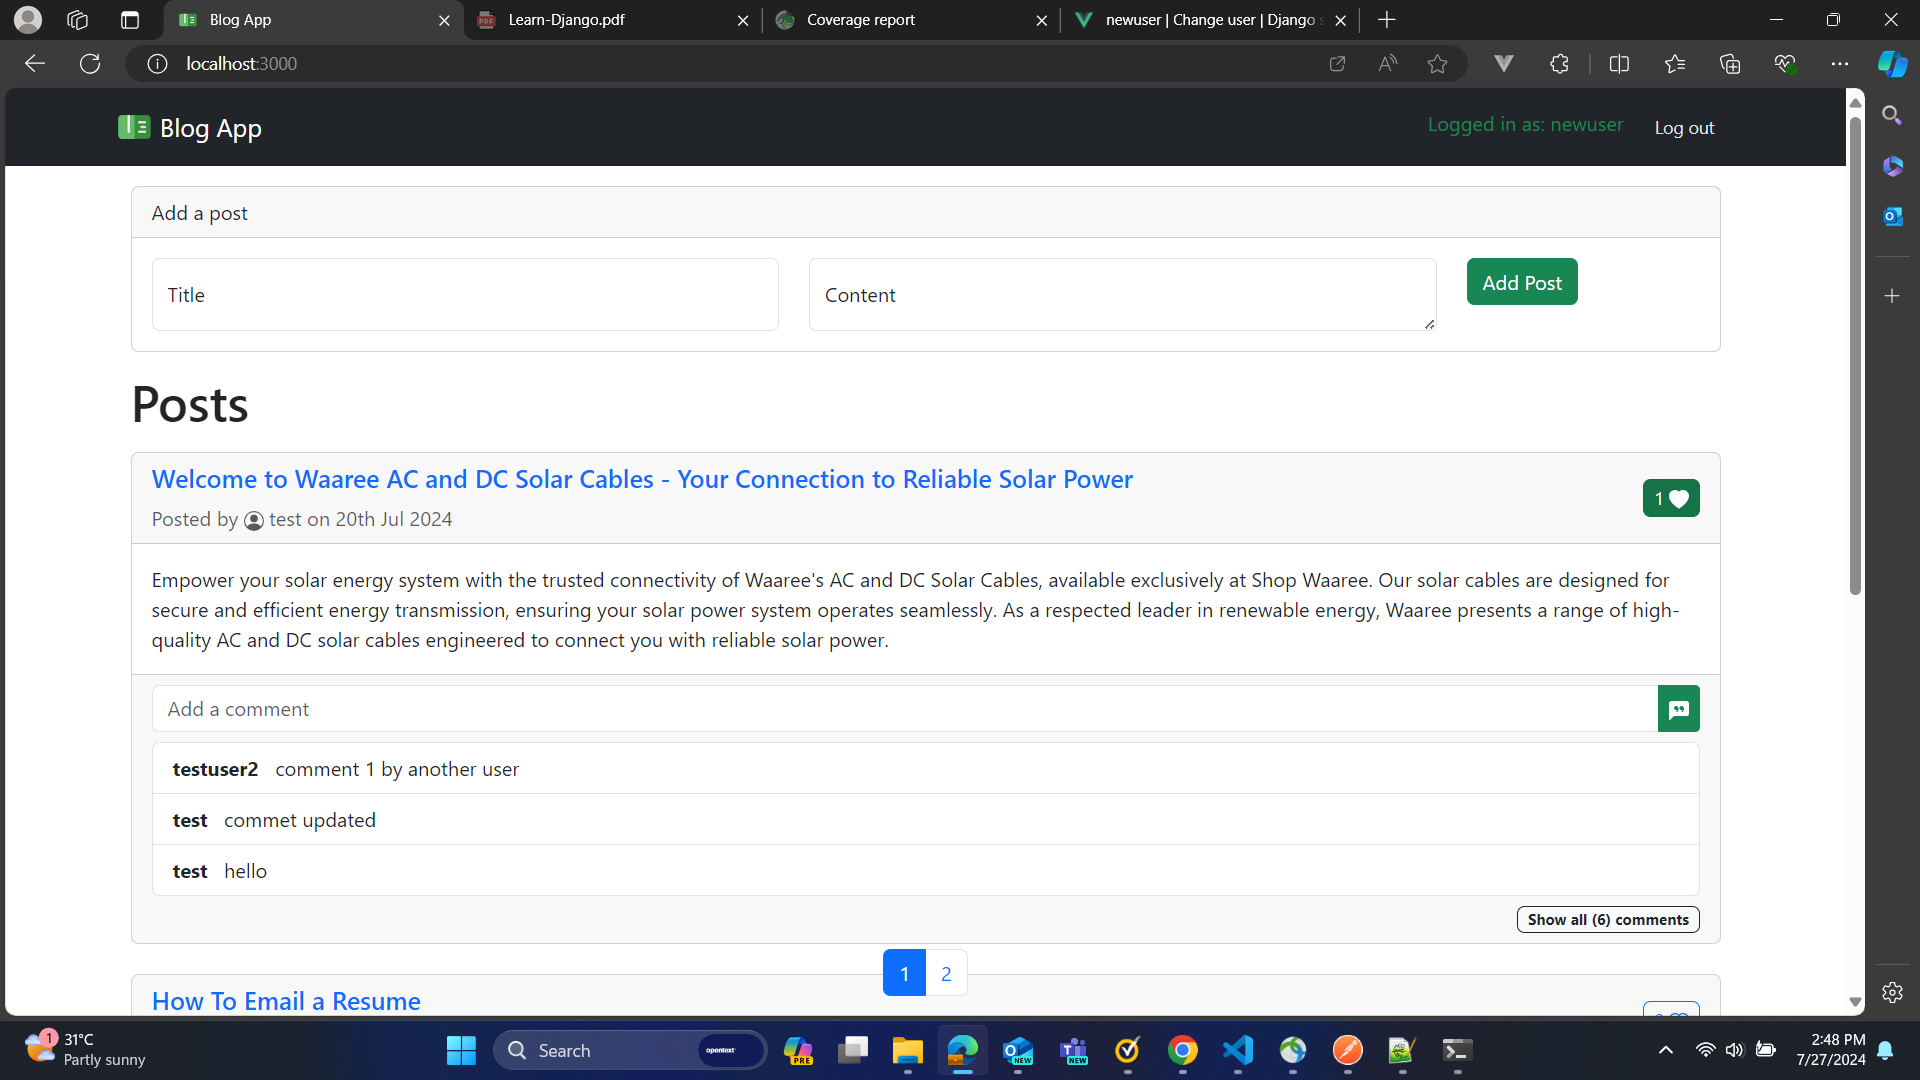 Blog App
Learn-Django.pdf
Coverage report
newuser | Change user | Django
localhost:3000
Blog App
Logged in as: newuser
Log out
Add a post
Title
Content
Add Post
Posts
Welcome to Waaree AC and DC Solar Cables - Your Connection to Reliable Solar Power
1
Posted by test on 20th Jul 2024
Empower your solar energy system with the trusted connectivity of Waaree's AC and DC Solar Cables, available exclusively at Shop Waaree. Our solar cables are designed for
secure and efficient energy transmission, ensuring your solar power system operates seamlessly. As a respected leader in renewable energy, Waaree presents a range of high-
quality AC and DC solar cables engineered to connect you with reliable solar power.
Add a comment
testuser2 comment 1 by another user
test commet updated
test hello
Show all (6) comments
1 2
How To Email a Resume
1
31°C
Partly sunny
Search
opentext
PRE
NEW
NEW
2:48 PM
7/27/2024